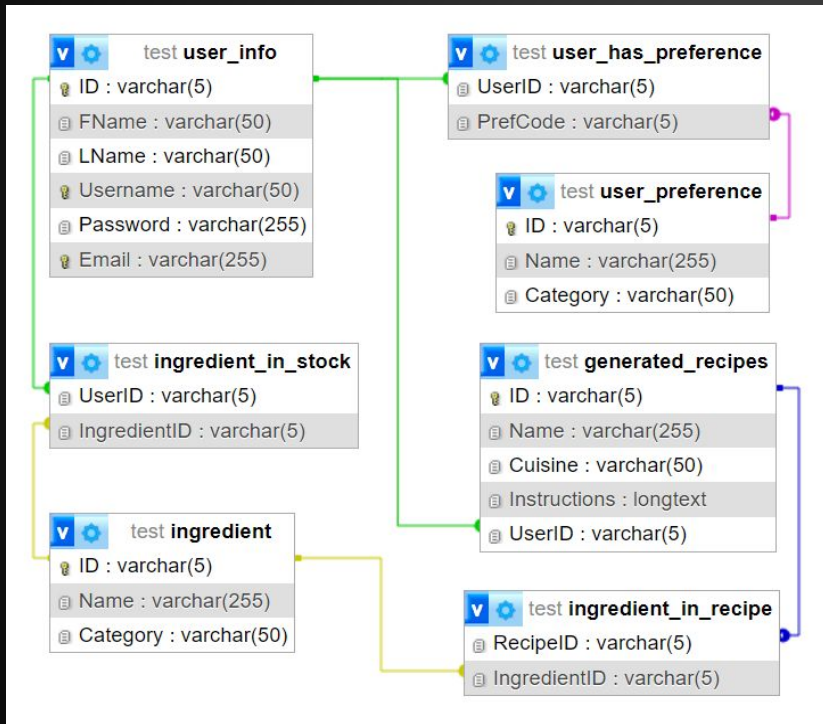 test user_info
ID : varchar(5)
FName : varchar(50)
LName : varchar(50)
Username : varchar(50)
Password : varchar(255)
Email : varchar(255)
test user_has_preference
UserID : varchar(5)
PrefCode : varchar(5)
test user_preference
ID : varchar(5)
Name : varchar(255)
Category : varchar(50)
test ingredient_in_stock
UserID : varchar(5)
IngredientID : varchar(5)
test generated_recipes
ID : varchar(5)
Name : varchar(255)
Cuisine : varchar(50)
Instructions : longtext
UserID : varchar(5)
test ingredient
ID : varchar(5)
Name : varchar(255)
Category : varchar(50)
test ingredient_in_recipe
RecipeID : varchar(5)
IngredientID : varchar(5)